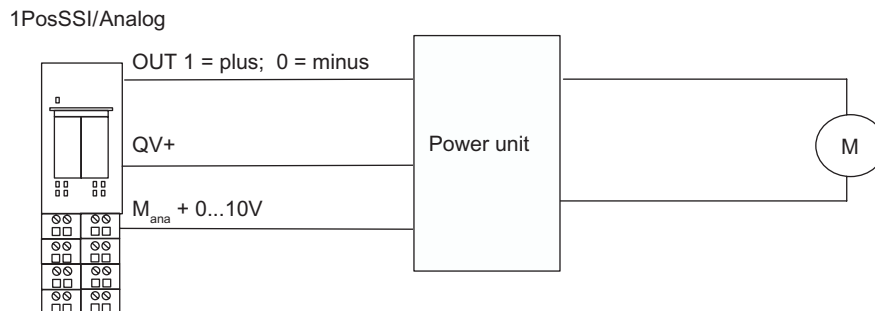 1PosSSI/Analog
OUT 1 = plus; 0 = minus
QV+
Power unit
M
Mana + 0...10V